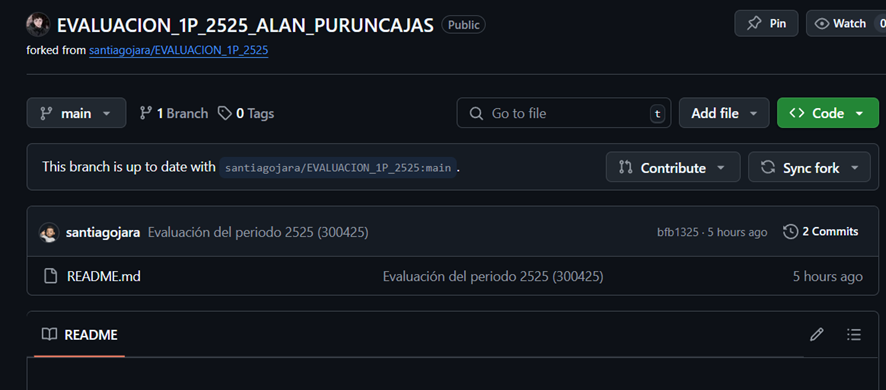 EVALUACION_1P_2525_ALAN_PURUNCAJAS Public Pin Watch 0
forked from santiagojara/EVALUACION_1P_2525
main 1 Branch 0 Tags Go to file t Add file Code
This branch is up to date with santiagojara/EVALUACION_1P_2525:main. Contribute Sync fork
santiagojara Evaluación del periodo 2525 (300425) bfb1325 · 5 hours ago 2 Commits
README.md Evaluación del periodo 2525 (300425) 5 hours ago
README